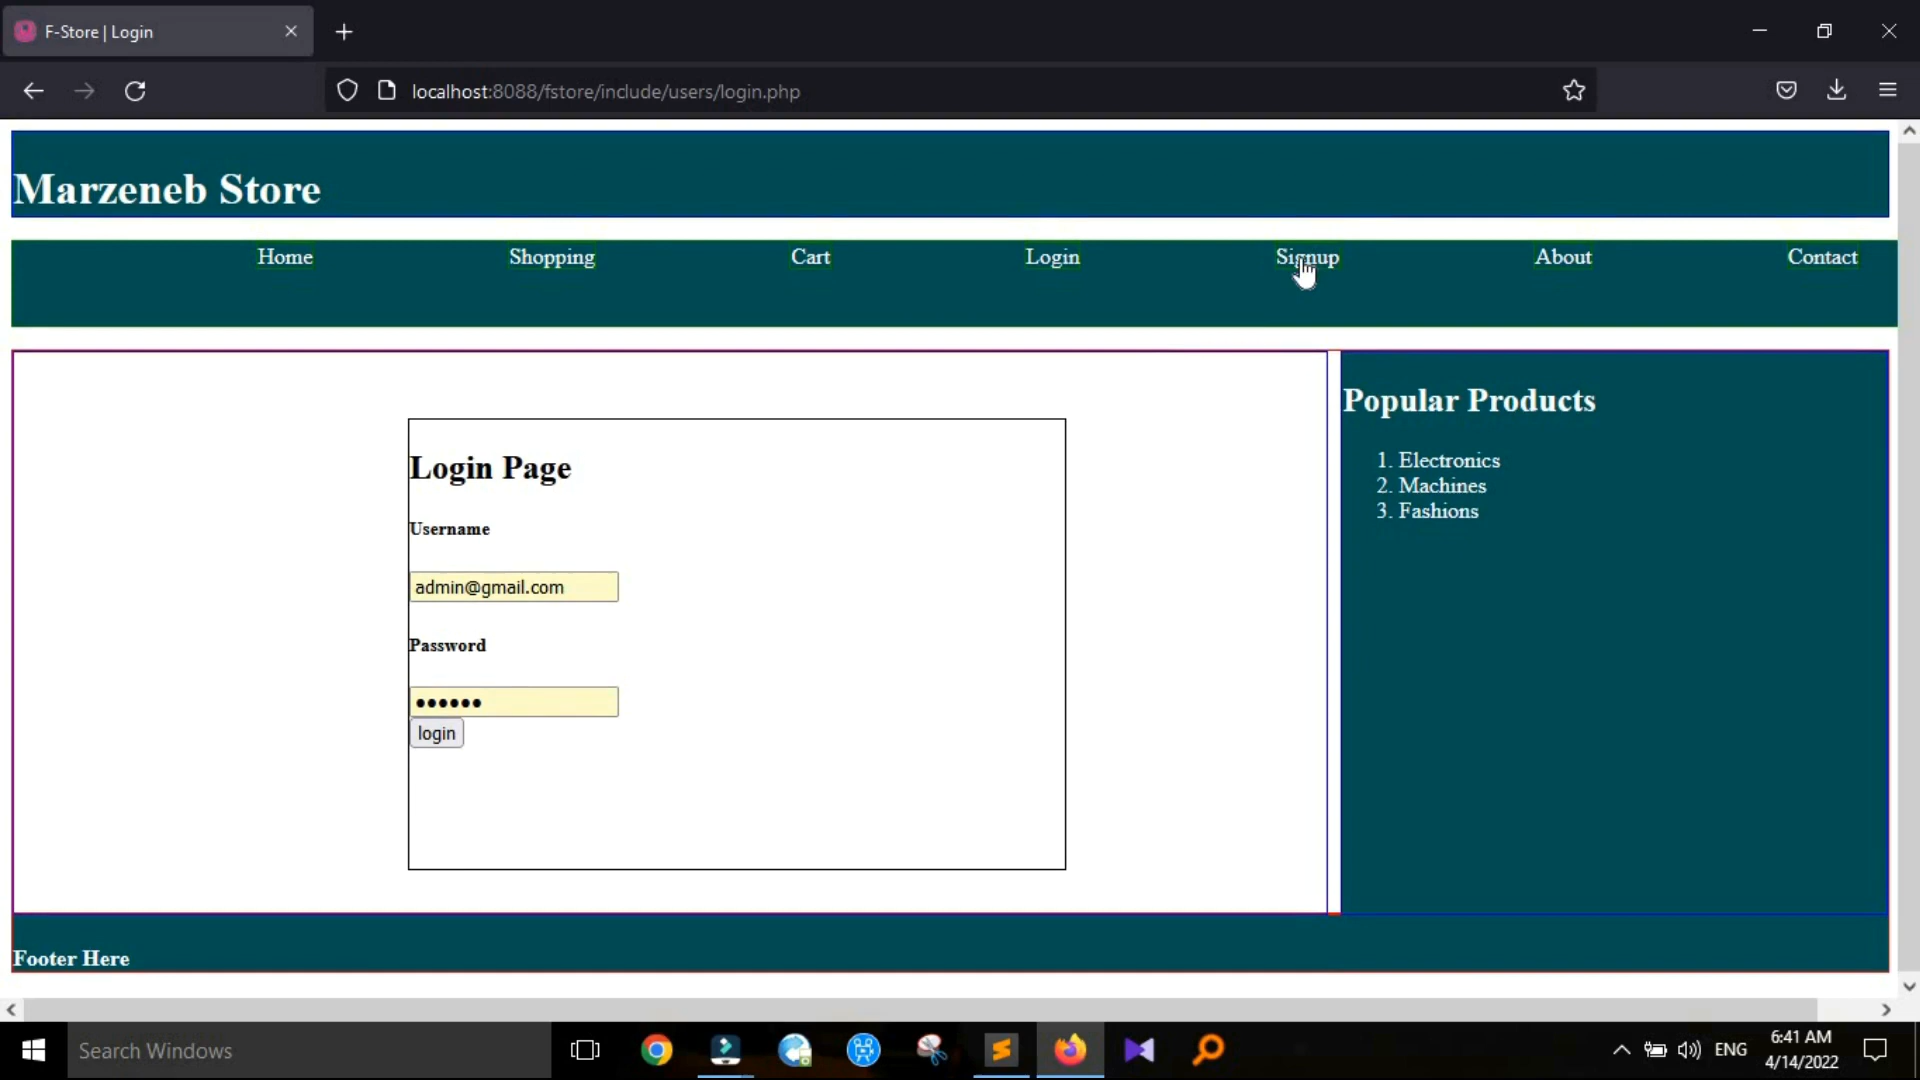 F-Store | Login
localhost:8088/fstore/include/users/login.php
Marzeneb Store
Home Shopping Cart Login Signup About Contact
Login Page
Username
admin@gmail.com
Password
login
Popular Products
1. Electronics
2. Machines
3. Fashions
Footer Here
Search Windows
ENG
6:41 AM
4/14/2022